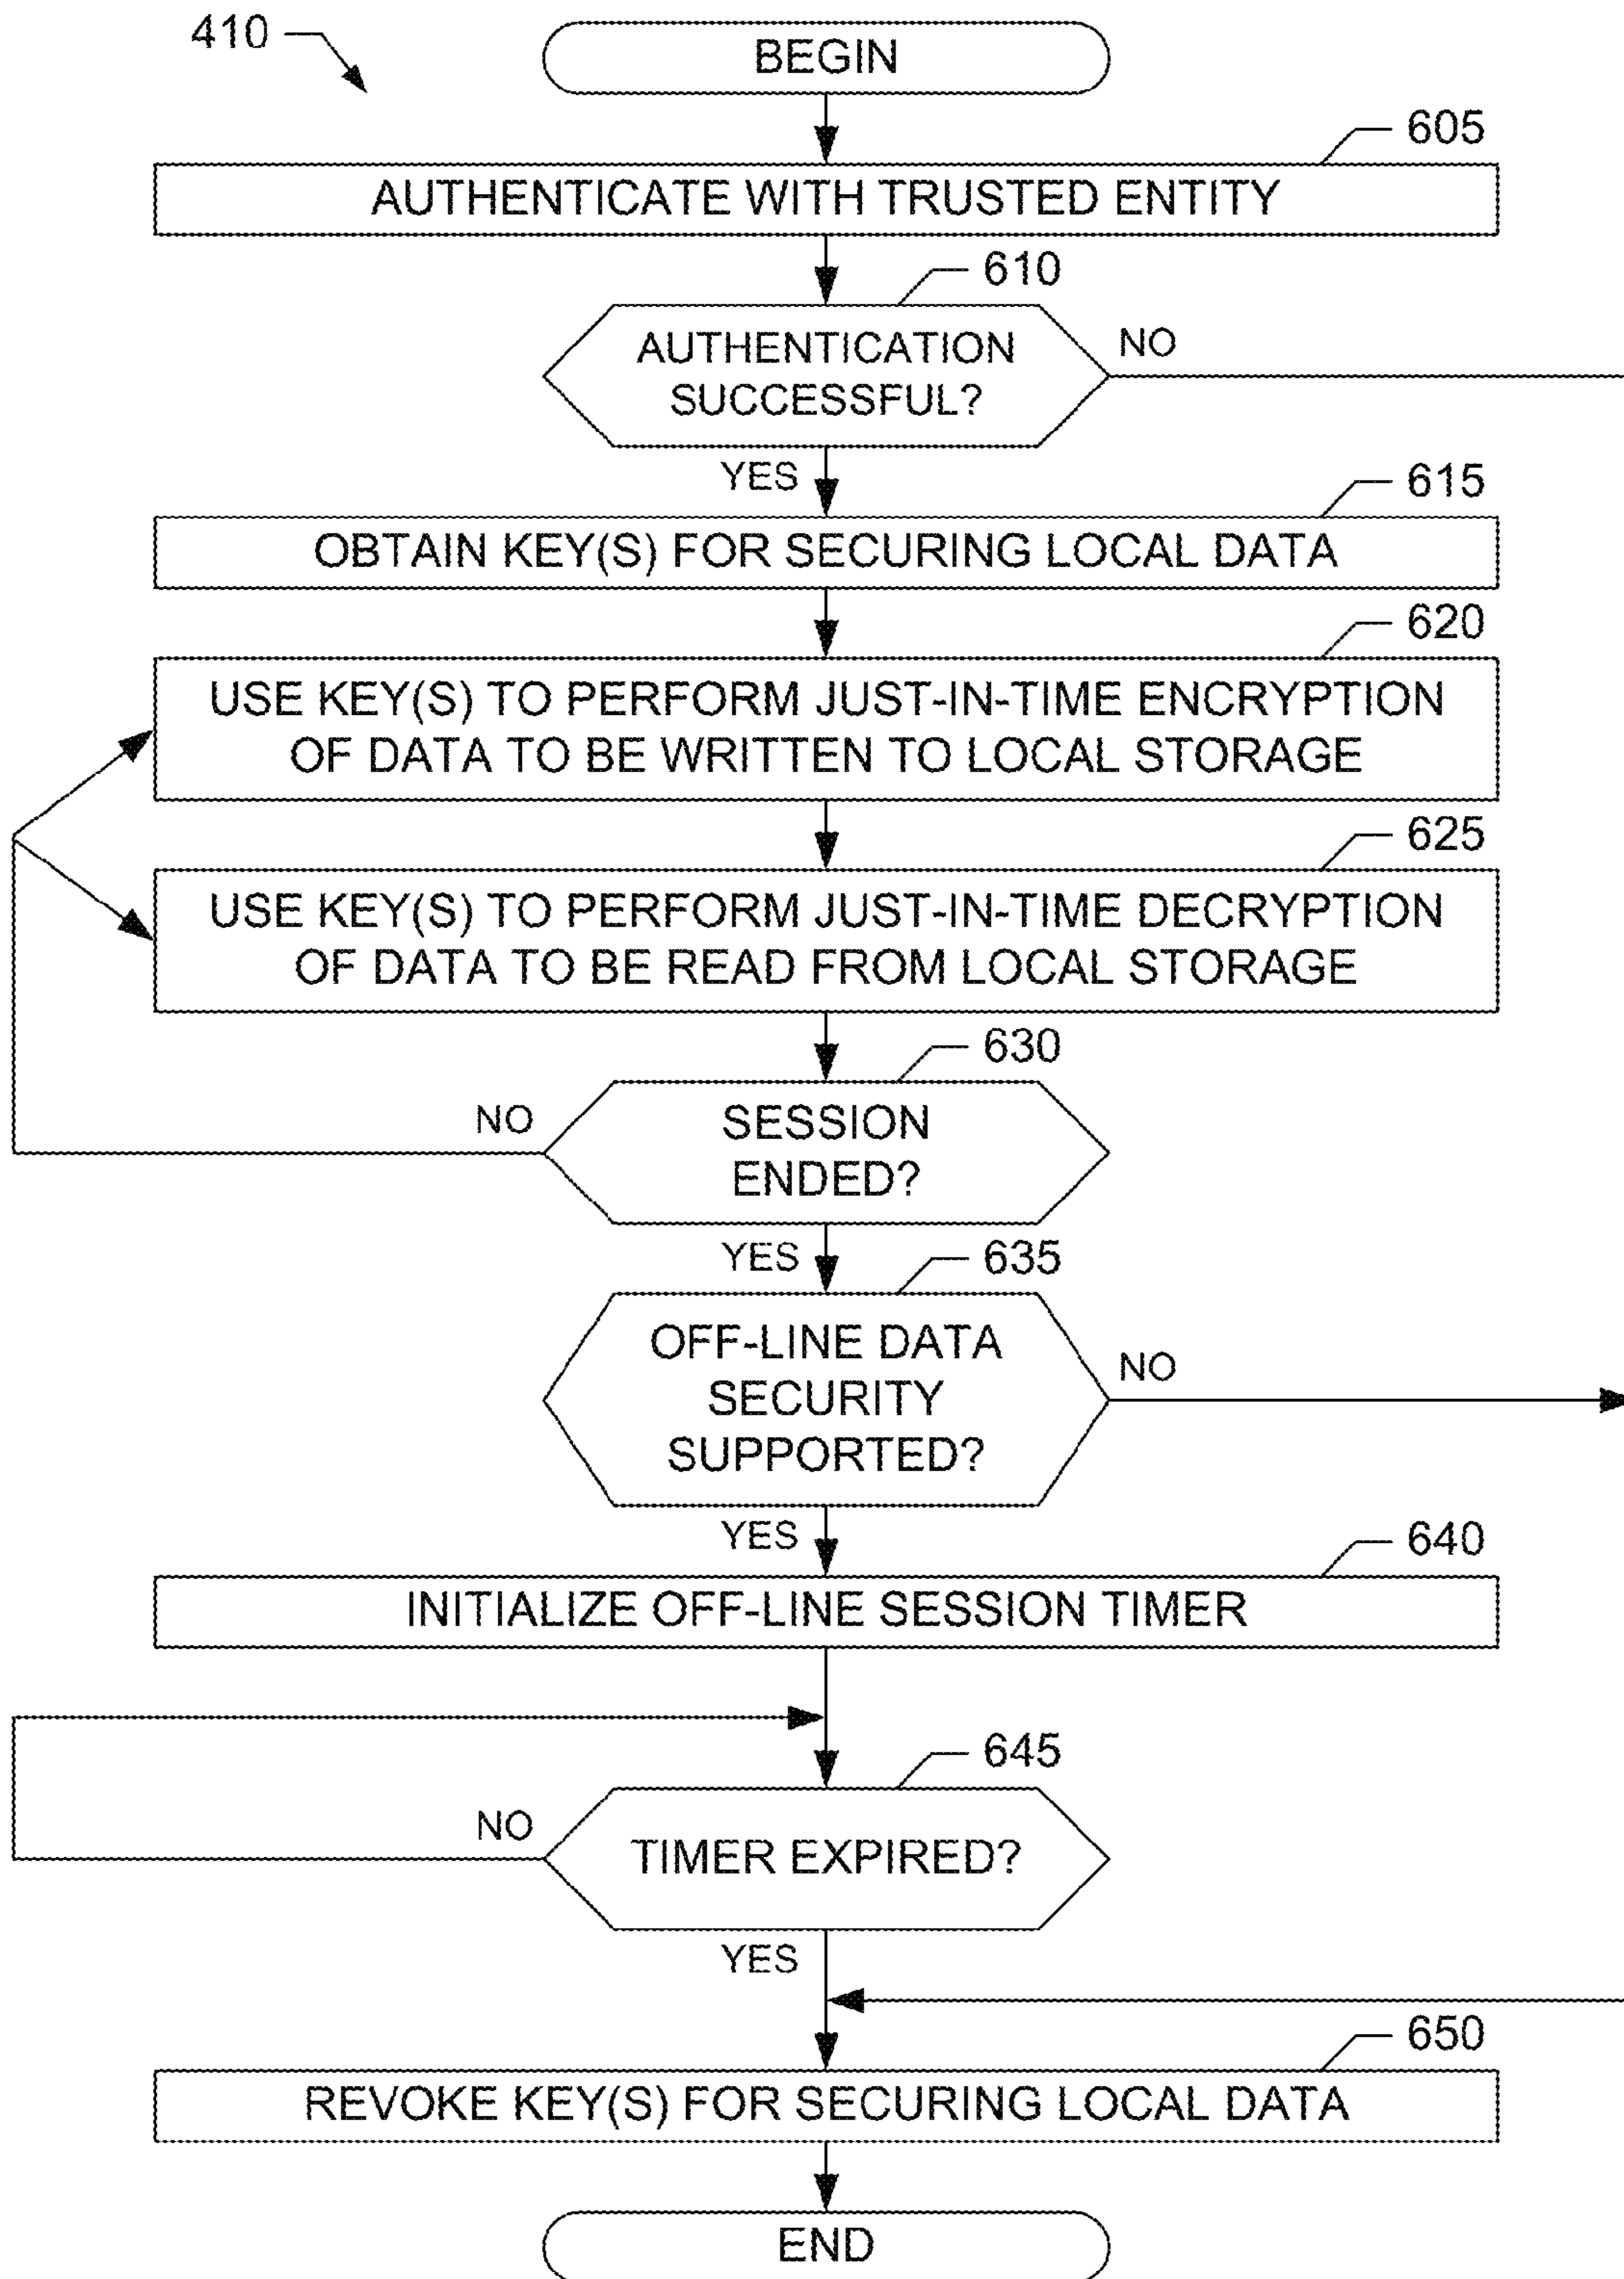 410
BEGIN
605
AUTHENTICATE WITH TRUSTED ENTITY
610
AUTHENTICATION
SUCCESSFUL?
NO
YES
615
OBTAIN KEY(S) FOR SECURING LOCAL DATA
620
USE KEY(S) TO PERFORM JUST-IN-TIME ENCRYPTION
OF DATA TO BE WRITTEN TO LOCAL STORAGE
625
USE KEY(S) TO PERFORM JUST-IN-TIME DECRYPTION
OF DATA TO BE READ FROM LOCAL STORAGE
630
NO
SESSION
ENDED?
YES
635
OFF-LINE DATA
SECURITY
SUPPORTED?
NO
YES
640
INITIALIZE OFF-LINE SESSION TIMER
645
NO
TIMER EXPIRED?
YES
650
REVOKE KEY(S) FOR SECURING LOCAL DATA
END